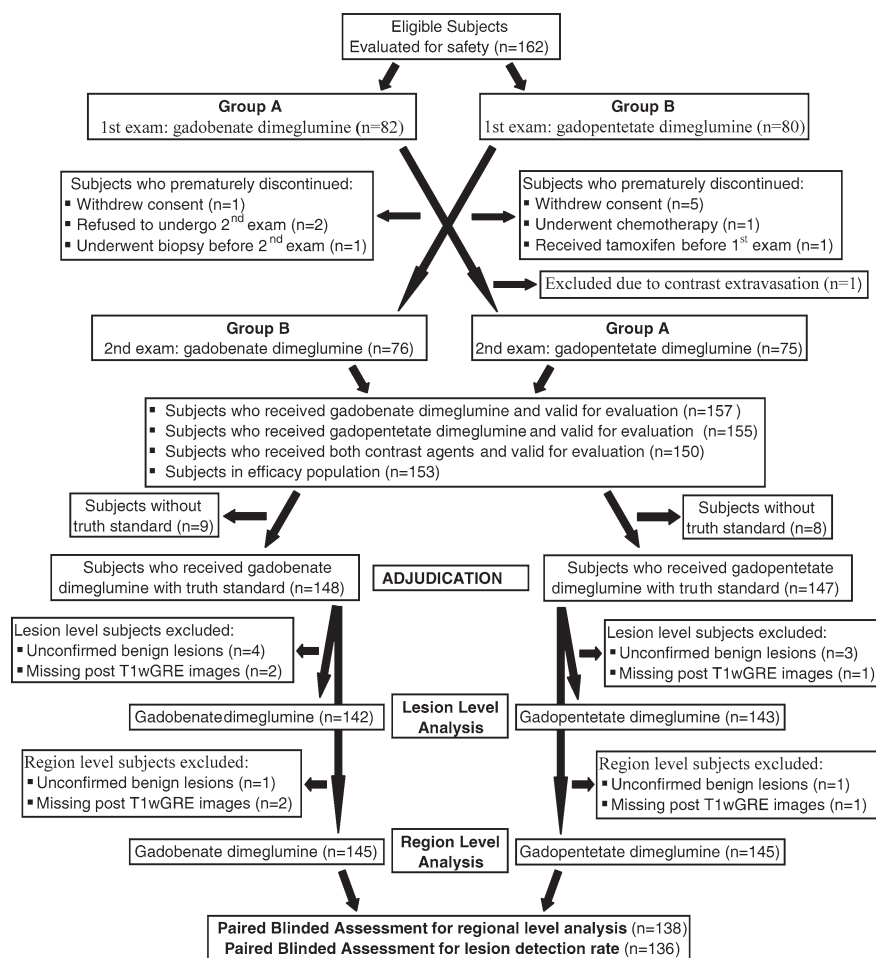 Eligible Subjects
Evaluated for safety (n=162)
Group A
1st exam: gadobenate dimeglumine (n=82)
Group B
1st exam: gadopentetate dimeglumine (n=80)
Subjects who prematurely discontinued:
▪ Withdrew consent (n=1)
▪ Refused to undergo 2nd exam (n=2)
▪ Underwent biopsy before 2nd exam (n=1)
Subjects who prematurely discontinued:
▪ Withdrew consent (n=5)
▪ Underwent chemotherapy (n=1)
▪ Received tamoxifen before 1st exam (n=1)
Excluded due to contrast extravasation (n=1)
Group B
2nd exam: gadobenate dimeglumine (n=76)
Group A
2nd exam: gadopentetate dimeglumine (n=75)
▪ Subjects who received gadobenate dimeglumine and valid for evaluation (n=157)
▪ Subjects who received gadopentetate dimeglumine and valid for evaluation (n=155)
▪ Subjects who received both contrast agents and valid for evaluation (n=150)
▪ Subjects in efficacy population (n=153)
Subjects without
truth standard (n=9)
Subjects without
truth standard (n=8)
Subjects who received gadobenate
dimeglumine with truth standard (n=148)
ADJUDICATION
Subjects who received gadopentetate
dimeglumine with truth standard (n=147)
Lesion level subjects excluded:
▪ Unconfirmed benign lesions (n=4)
▪ Missing post T1wGRE images (n=2)
Lesion level subjects excluded:
▪ Unconfirmed benign lesions (n=3)
▪ Missing post T1wGRE images (n=1)
Gadobenate dimeglumine (n=142)
Lesion Level
Analysis
Gadopentetate dimeglumine (n=143)
Region level subjects excluded:
▪ Unconfirmed benign lesions (n=1)
▪ Missing post T1wGRE images (n=2)
Region level subjects excluded:
▪ Unconfirmed benign lesions (n=1)
▪ Missing post T1wGRE images (n=1)
Gadobenate dimeglumine (n=145)
Region Level
Analysis
Gadopentetate dimeglumine (n=145)
Paired Blinded Assessment for regional level analysis (n=138)
Paired Blinded Assessment for lesion detection rate (n=136)